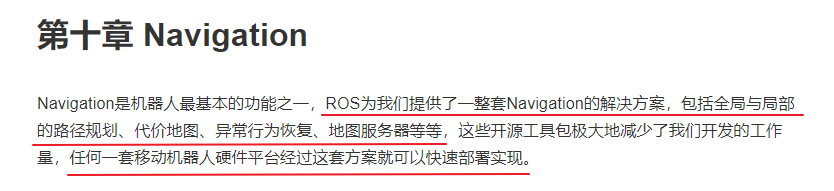 第十章 Navigation
Navigation是机器人最基本的功能之一，ROS为我们提供了一整套Navigation的解决方案，包括全局与局部
的路径规划、代价地图、异常行为恢复、地图服务器等等，这些开源工具包极大地减少了我们开发的工作
量，任何一套移动机器人硬件平台经过这套方案就可以快速部署实现。